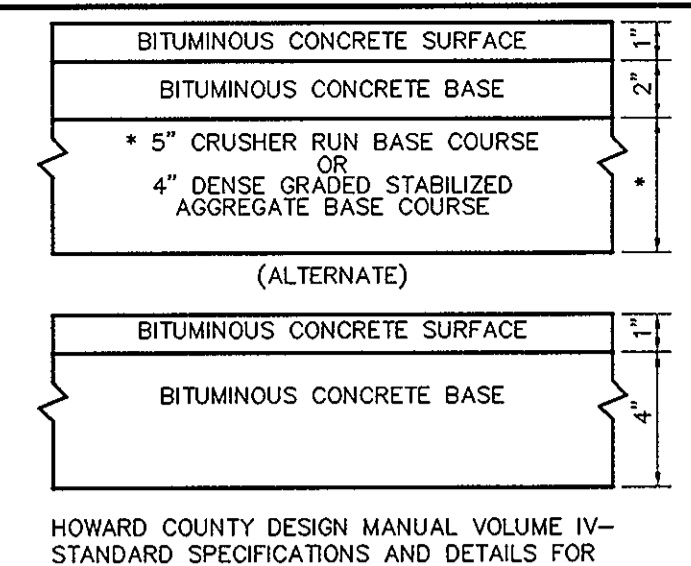 BITUMINOUS CONCRETE SURFACE 1"
BITUMINOUS CONCRETE BASE 2"
* 5" CRUSHER RUN BASE COURSE
OR
4" DENSE GRADED STABILIZED
AGGREGATE BASE COURSE
*
(ALTERNATE)
BITUMINOUS CONCRETE SURFACE 1"
BITUMINOUS CONCRETE BASE 4"
HOWARD COUNTY DESIGN MANUAL VOLUME IV–
STANDARD SPECIFICATIONS AND DETAILS FOR